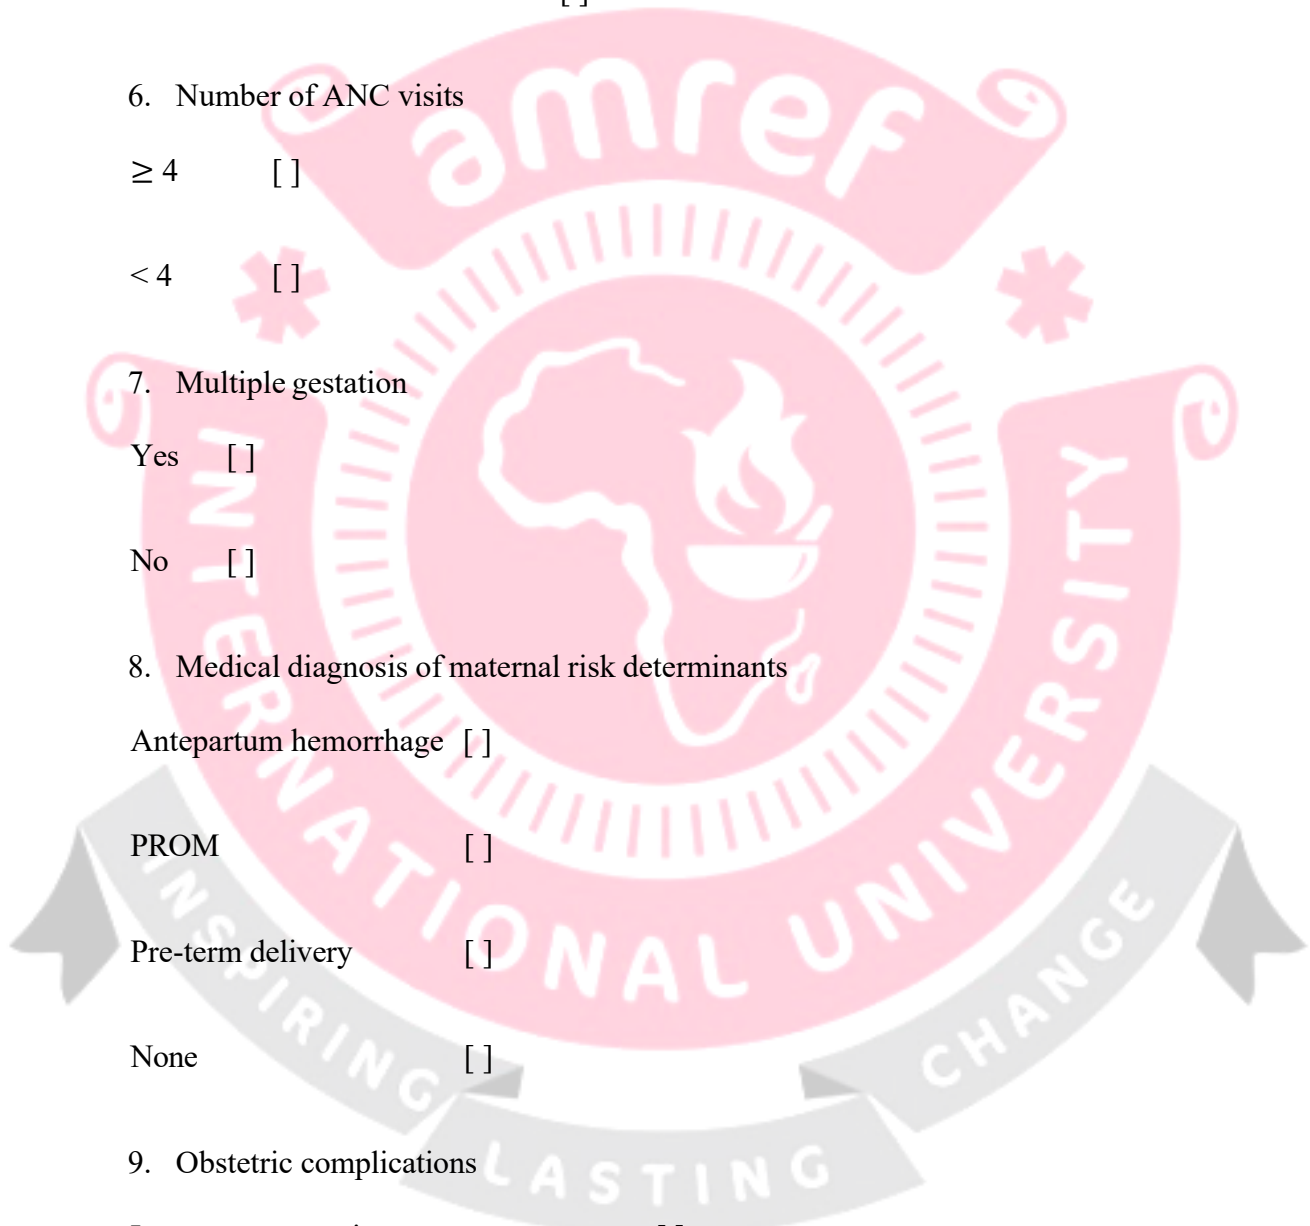 [ ]
6. Number of ANC visits
≥ 4 [ ]
< 4 [ ]
7. Multiple gestation
Yes [ ]
No [ ]
8. Medical diagnosis of maternal risk determinants
Antepartum hemorrhage [ ]
PROM [ ]
Pre-term delivery [ ]
None [ ]
9. Obstetric complications
amref
INTERNATIONAL UNIVERSITY
INSPIRING LASTING CHANGE